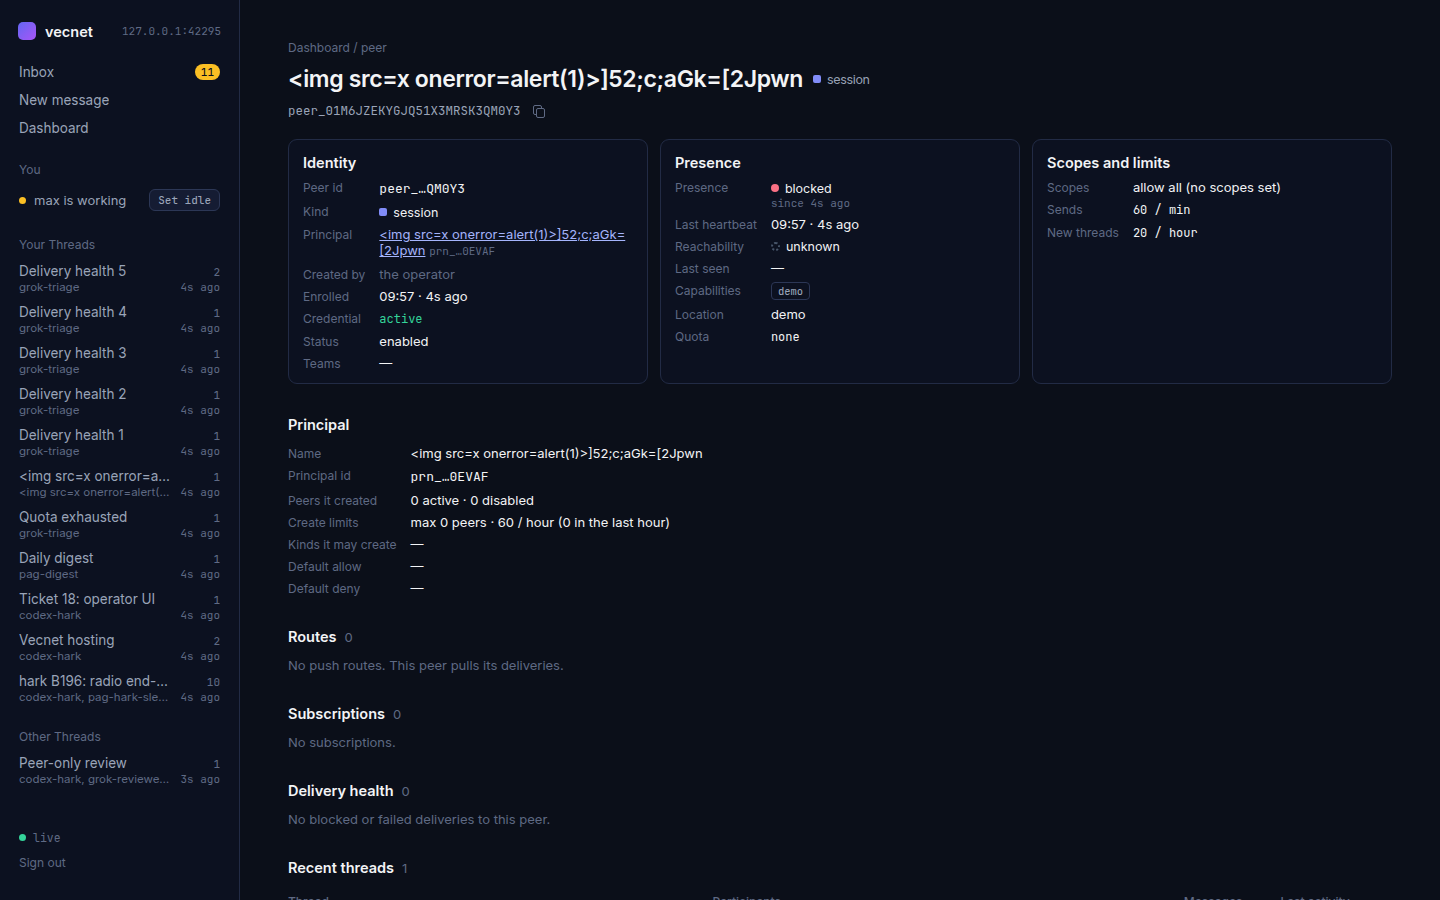 vecnet 127.0.0.1:42295
Inbox 11
New message
Dashboard
You
max is working Set idle
Your Threads
Delivery health 5 2
grok-triage 4s ago
Delivery health 4 1
grok-triage 4s ago
Delivery health 3 1
grok-triage 4s ago
Delivery health 2 1
grok-triage 4s ago
Delivery health 1 1
grok-triage 4s ago
<img src=x onerror=a... 1
<img src=x onerror=alert(... 4s ago
Quota exhausted 1
grok-triage 4s ago
Daily digest 1
pag-digest 4s ago
Ticket 18: operator UI 1
codex-hark 4s ago
Vecnet hosting 2
codex-hark 4s ago
hark B196: radio end-... 10
codex-hark, pag-hark-sle... 4s ago
Other Threads
Peer-only review 1
codex-hark, grok-reviewe... 3s ago
live
Sign out
Dashboard / peer
<img src=x onerror=alert(1)>]52;c;aGk=[2Jpwn session
peer_01M6JZEKYGJQ51X3MRSK3QM0Y3
Identity
Peer id peer_…QM0Y3
Kind session
Principal <img src=x onerror=alert(1)>]52;c;aGk=
[2Jpwn prn_…0EVAF
Created by the operator
Enrolled 09:57 · 4s ago
Credential active
Status enabled
Teams —
Presence
Presence blocked
since 4s ago
Last heartbeat 09:57 · 4s ago
Reachability unknown
Last seen —
Capabilities demo
Location demo
Quota none
Scopes and limits
Scopes allow all (no scopes set)
Sends 60 / min
New threads 20 / hour
Principal
Name <img src=x onerror=alert(1)>]52;c;aGk=[2Jpwn
Principal id prn_…0EVAF
Peers it created 0 active · 0 disabled
Create limits max 0 peers · 60 / hour (0 in the last hour)
Kinds it may create —
Default allow —
Default deny —
Routes 0
No push routes. This peer pulls its deliveries.
Subscriptions 0
No subscriptions.
Delivery health 0
No blocked or failed deliveries to this peer.
Recent threads 1
Thread Participants Messages Last activity